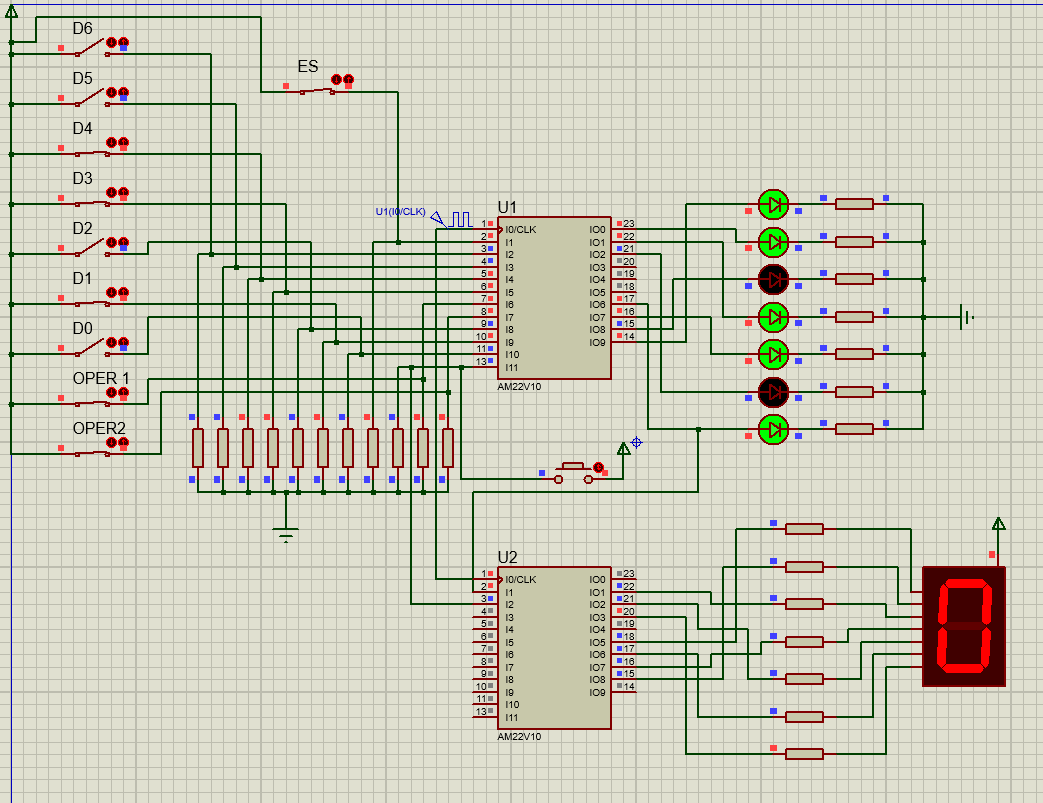 D6
D5
D4
D3
D2
D1
D0
OPER 1
OPER2
ES
U1(I0/CLK)
U1
1 I0/CLK IO0 23
2 I1 IO1 22
3 I2 IO2 21
4 I3 IO3 20
5 I4 IO4 19
6 I5 IO5 18
7 I6 IO6 17
8 I7 IO7 16
9 I8 IO8 15
10 I9 IO9 14
11 I10
13 I11
AM22V10
U2
1 I0/CLK IO0 23
2 I1 IO1 22
3 I2 IO2 21
4 I3 IO3 20
5 I4 IO4 19
6 I5 IO5 18
7 I6 IO6 17
8 I7 IO7 16
9 I8 IO8 15
10 I9 IO9 14
11 I10
13 I11
AM22V10
0